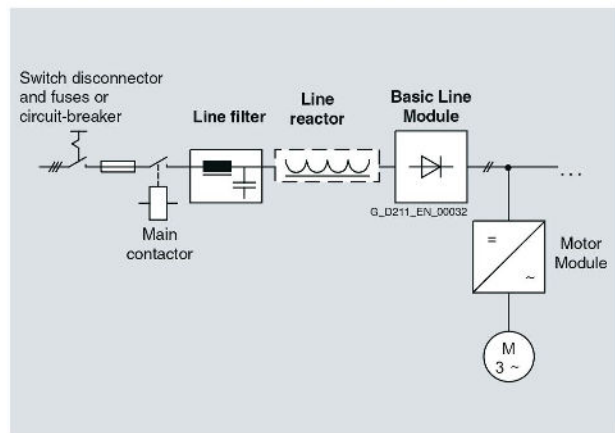 Switch disconnector
and fuses or
circuit-breaker
Line filter
Line
reactor
Basic Line
Module
G_D211_EN_00032
Main
contactor
...
=
~
Motor
Module
M
3 ~